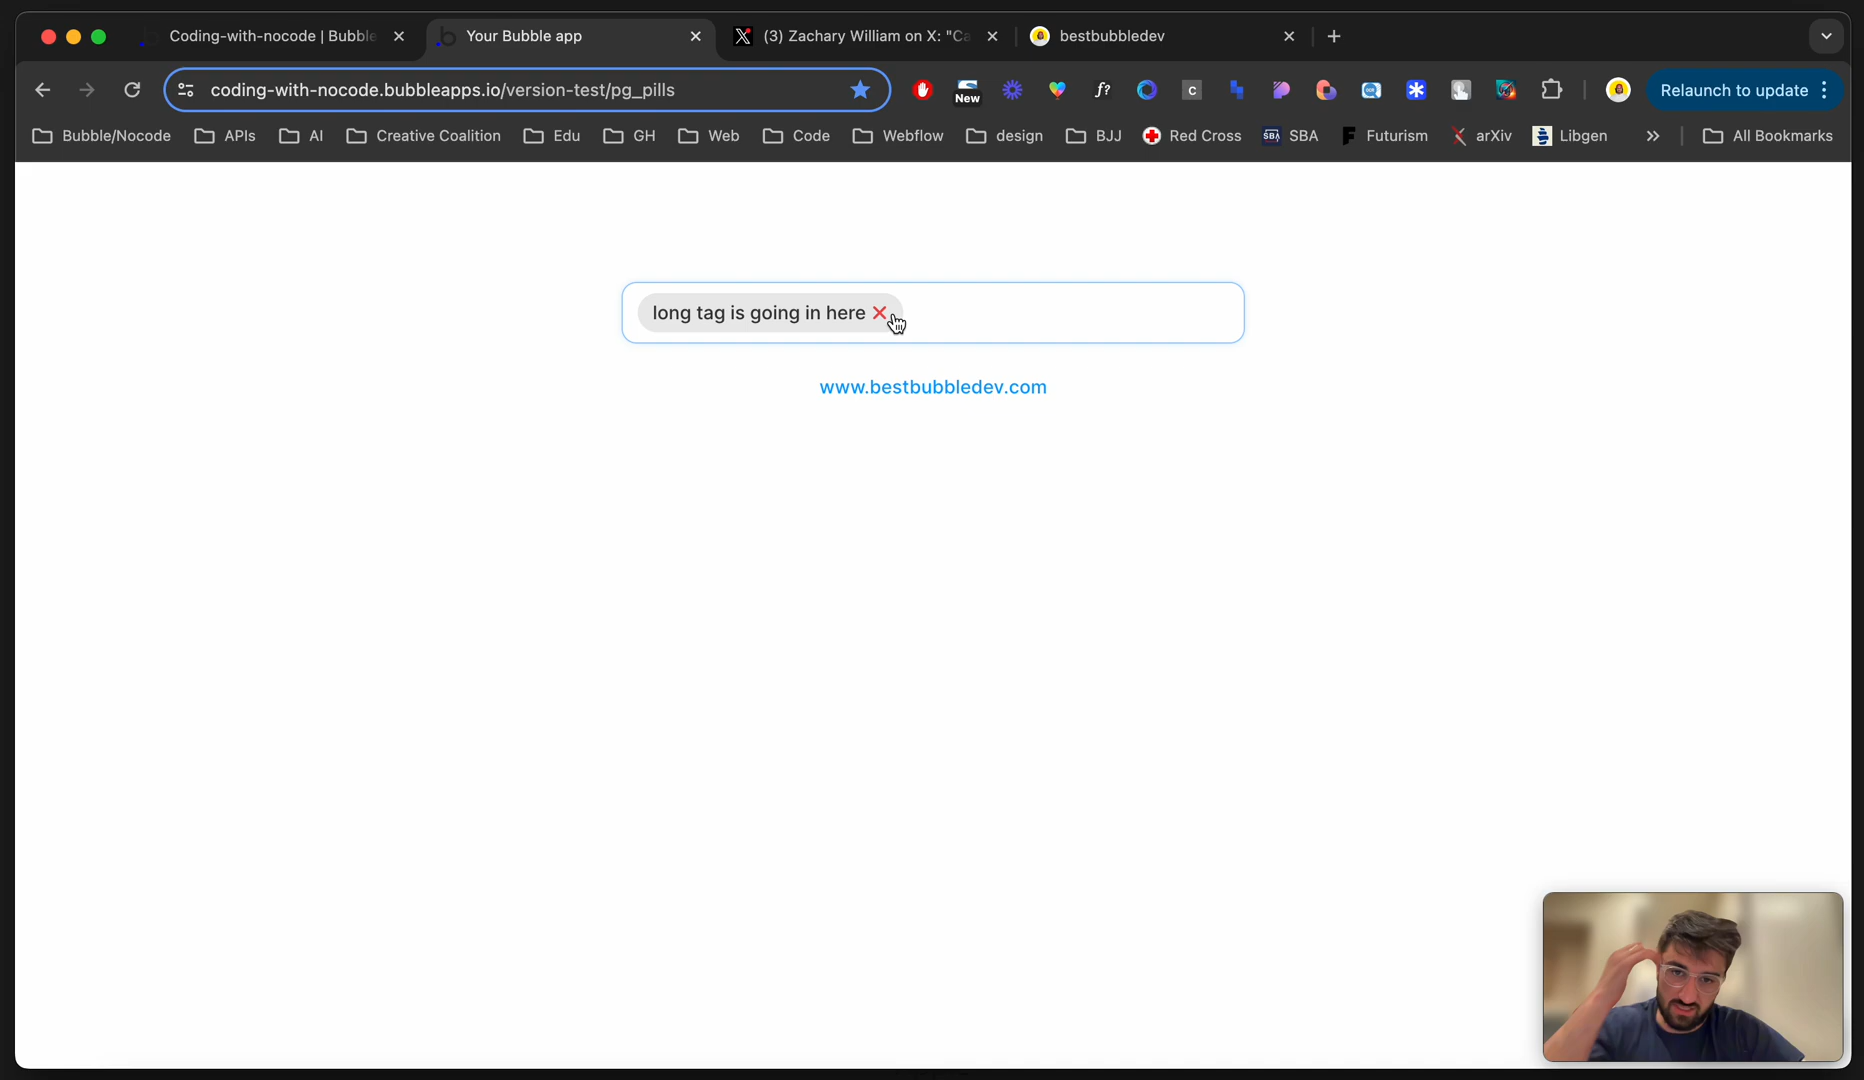 Coding-with-nocode | Bubble
Your Bubble app
(3) Zachary William on X: "Ca
bestbubbledev
coding-with-nocode.bubbleapps.io/version-test/pg_pills
New
f?
C
Relaunch to update
Bubble/Nocode
APIs
AI
Creative Coalition
Edu
GH
Web
Code
Webflow
design
BJJ
Red Cross
SBA
SBA
Futurism
arXiv
Libgen
All Bookmarks
long tag is going in here
www.bestbubbledev.com